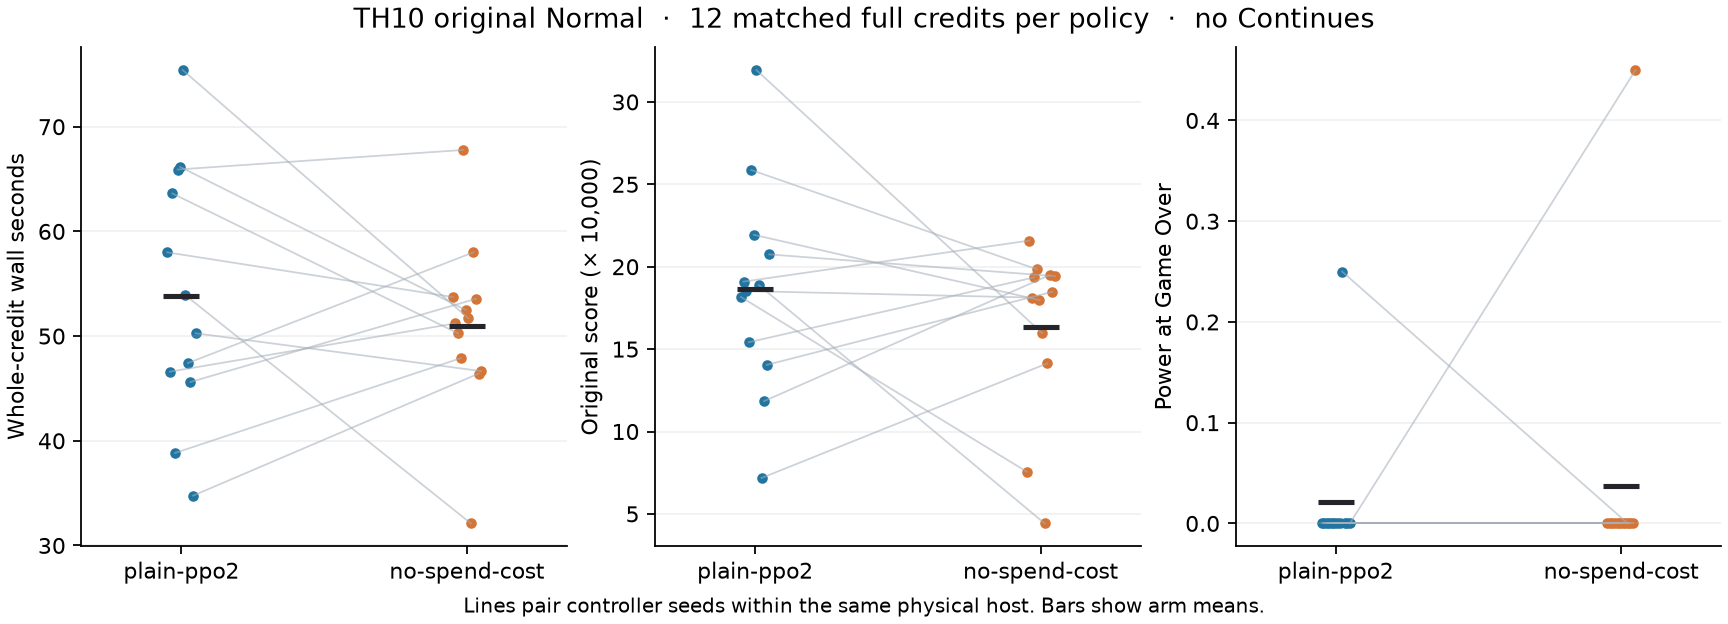 TH10 original Normal · 12 matched full credits per policy · no Continues
Whole-credit wall seconds
70
60
50
40
30
plain-ppo2
no-spend-cost
Original score (× 10,000)
30
25
20
15
10
5
plain-ppo2
no-spend-cost
Power at Game Over
0.4
0.3
0.2
0.1
0.0
plain-ppo2
no-spend-cost
Lines pair controller seeds within the same physical host. Bars show arm means.